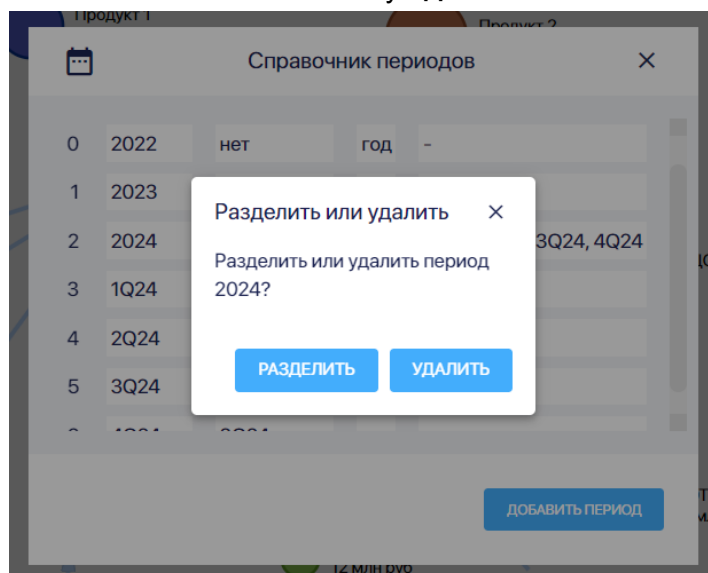 Продукт 1
Продукт 2
Справочник периодов
0 2022 нет год -
1 2023
Разделить или удалить
2 2024 3Q24, 4Q24
Разделить или удалить период
2024?
3 1Q24
4 2Q24
РАЗДЕЛИТЬ УДАЛИТЬ
5 3Q24
ДОБАВИТЬ ПЕРИОД
12 млн руб